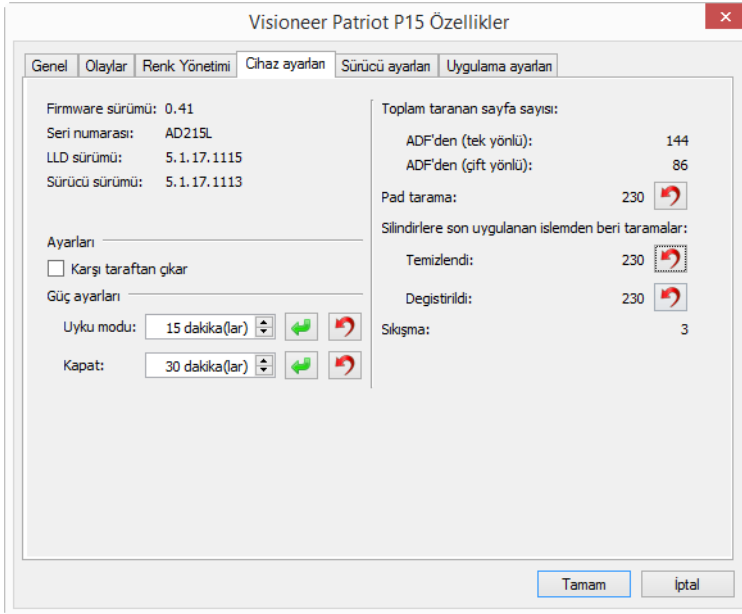 Visioneer Patriot P15 Özellikler
Genel Olaylar Renk Yönetimi Cihaz ayarları Sürücü ayarları Uygulama ayarları
Firmware sürümü: 0.41
Seri numarası: AD215L
LLD sürümü: 5.1.17.1115
Sürücü sürümü: 5.1.17.1113
Ayarları
Karşı taraftan çıkar
Güç ayarları
Uyku modu: 15 dakika(lar)
Kapat: 30 dakika(lar)
Toplam taranan sayfa sayısı:
ADF'den (tek yönlü): 144
ADF'den (çift yönlü): 86
Pad tarama: 230
Silindirlere son uygulanan islemden beri taramalar:
Temizlendi: 230
Degistirildi: 230
Sıkışma: 3
Tamam İptal